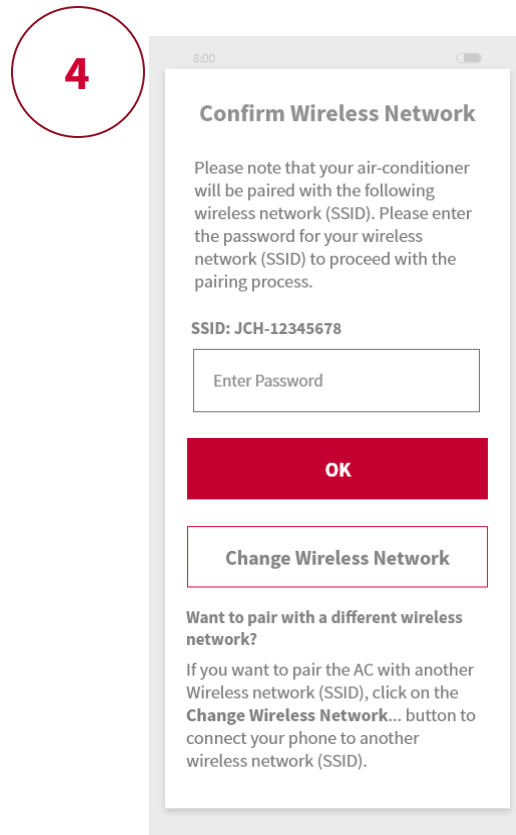 4
8:00
Confirm Wireless Network
Please note that your air-conditioner
will be paired with the following
wireless network (SSID). Please enter
the password for your wireless
network (SSID) to proceed with the
pairing process.
SSID: JCH-12345678
Enter Password
OK
Change Wireless Network
Want to pair with a different wireless
network?
If you want to pair the AC with another
Wireless network (SSID), click on the
Change Wireless Network... button to
connect your phone to another
wireless network (SSID).